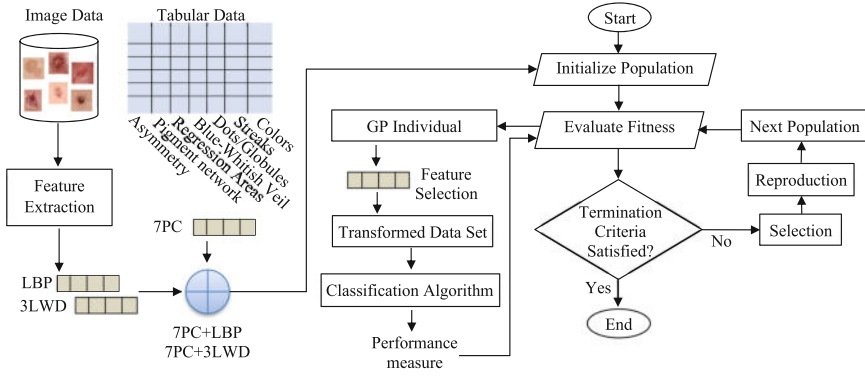 Image Data
Tabular Data
Asymmetry
Pigment network
Regression Areas
Blue-Whitish Veil
Dots/Globules
Streaks
Colors
Feature
Extraction
LBP
3LWD
7PC
7PC+LBP
7PC+3LWD
GP Individual
Feature
Selection
Transformed Data Set
Classification Algorithm
Performance
measure
Start
Initialize Population
Evaluate Fitness
Termination
Criteria
Satisfied?
Yes
No
End
Next Population
Reproduction
Selection